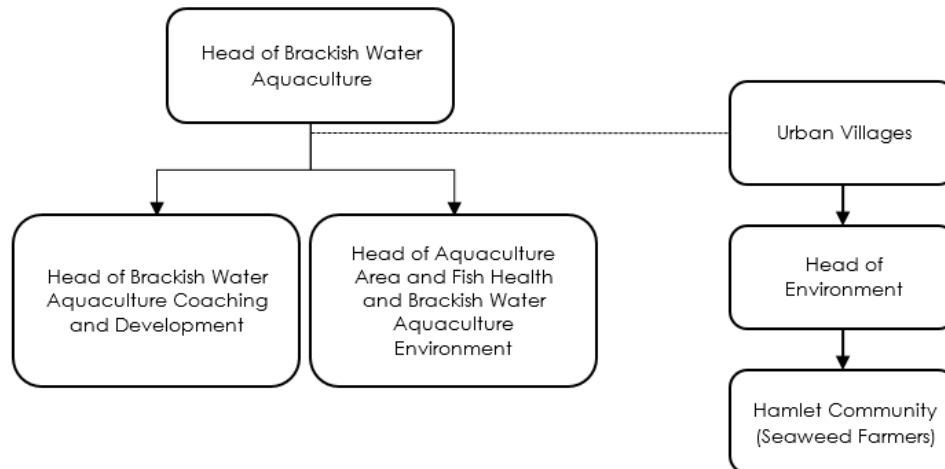 Head of Brackish Water
Aquaculture
Urban Villages
Head of Brackish Water
Aquaculture Coaching
and Development
Head of Aquaculture
Area and Fish Health
and Brackish Water
Aquaculture
Environment
Head of
Environment
Hamlet Community
(Seaweed Farmers)